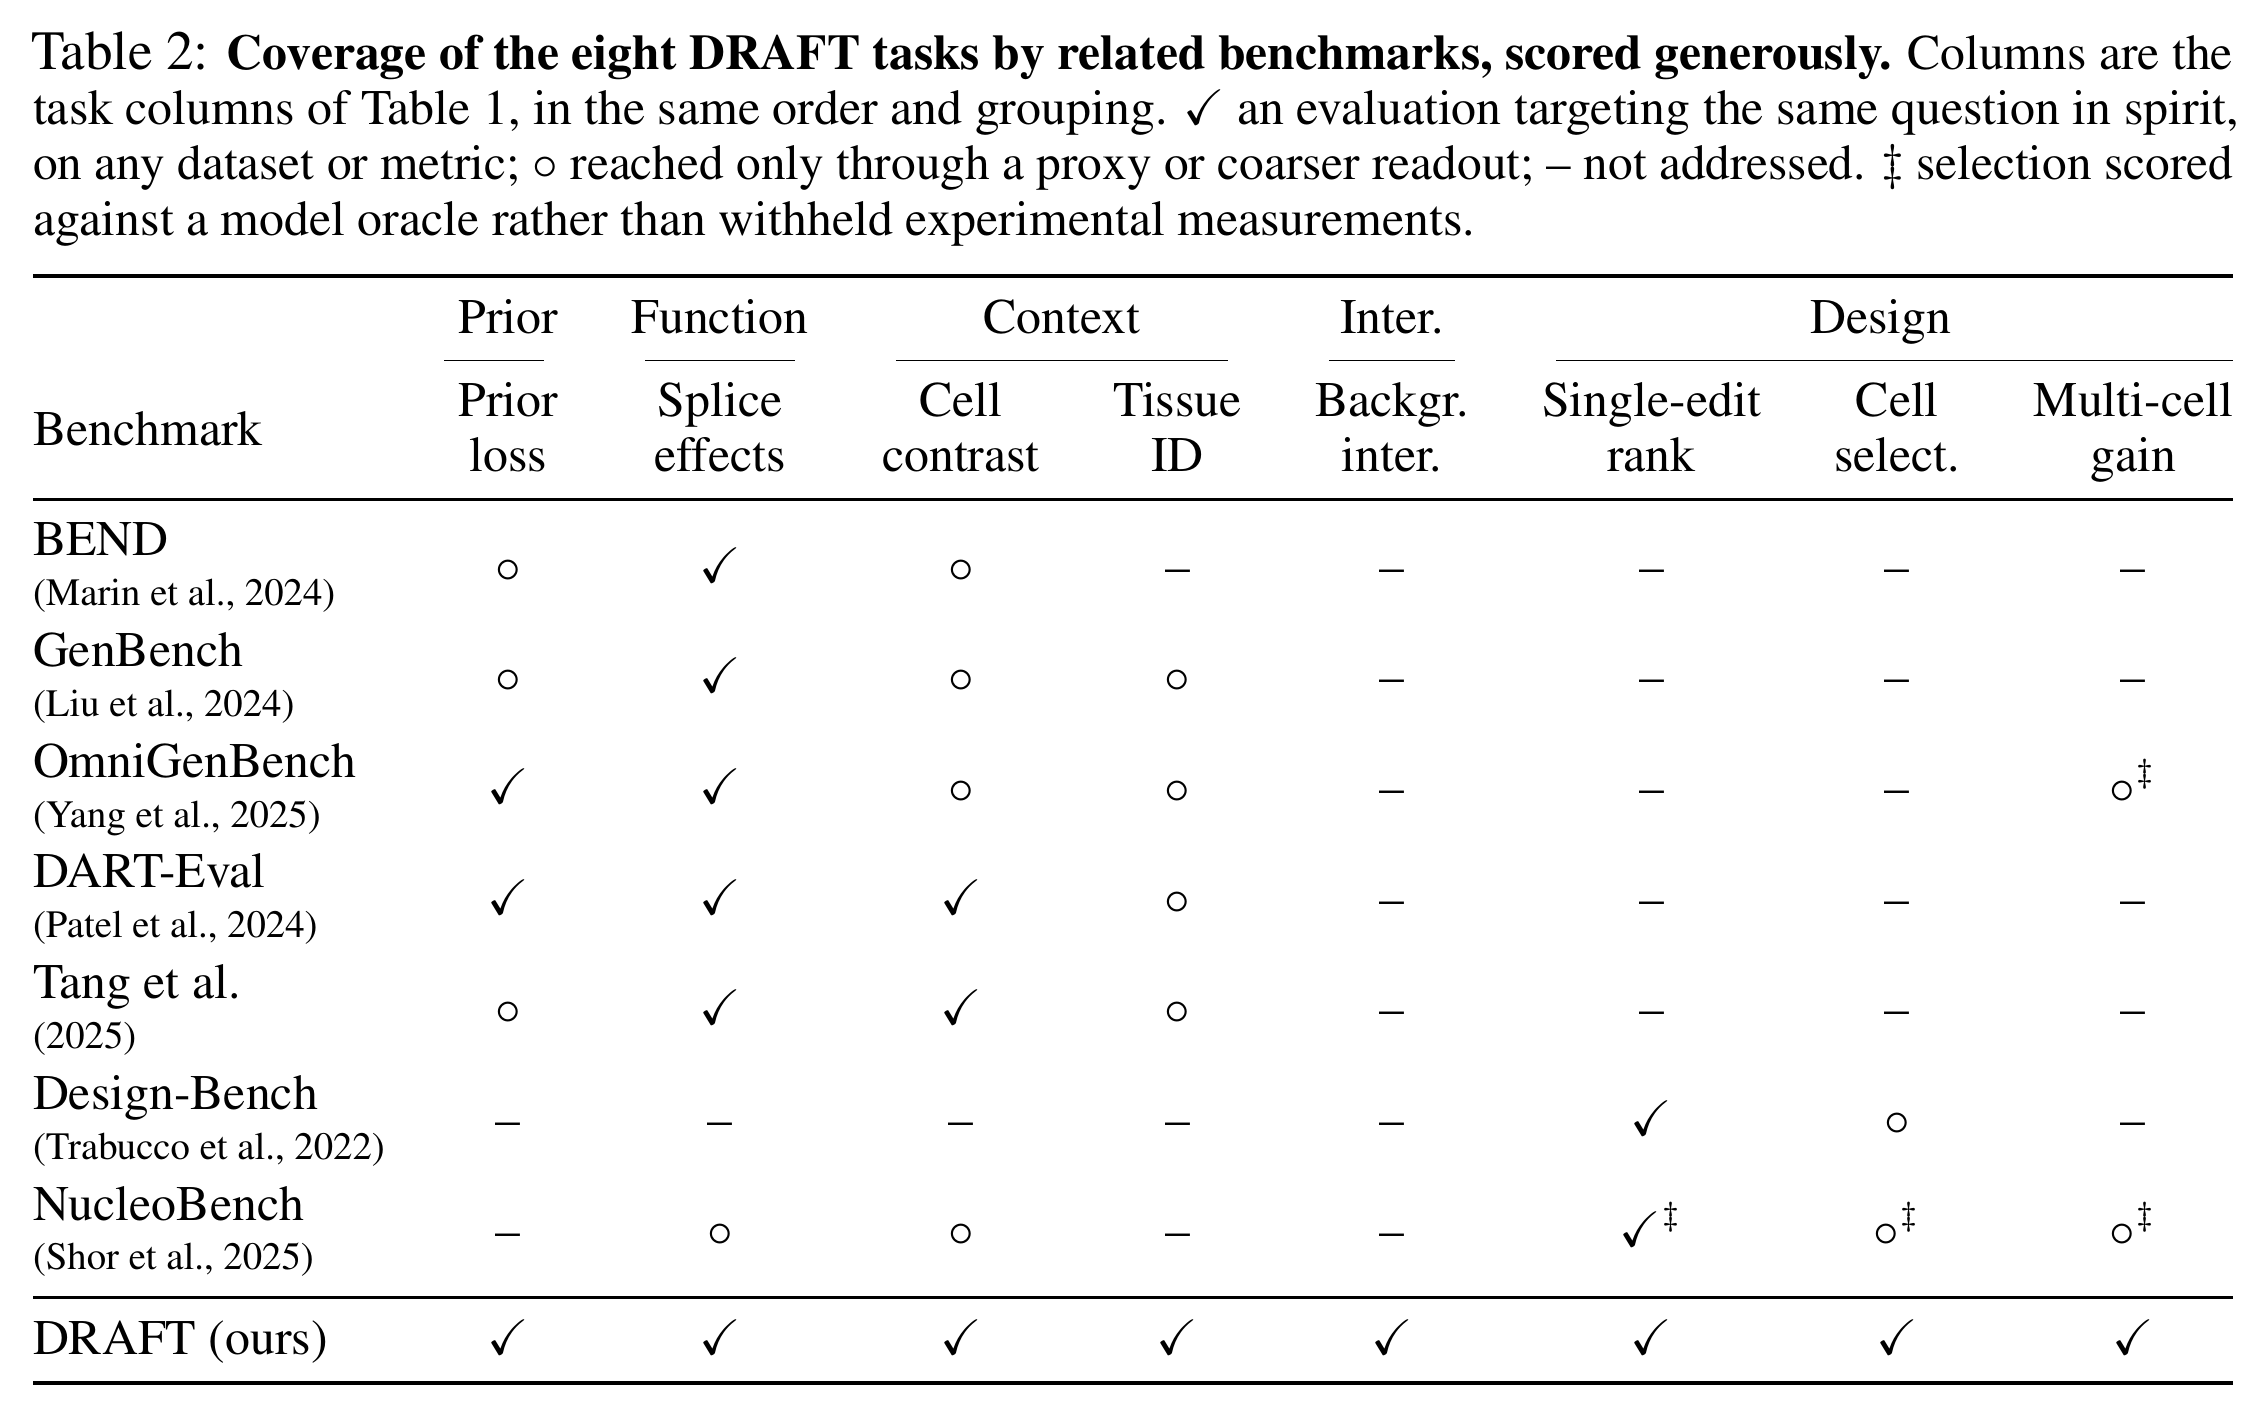 Table 2: Coverage of the eight DRAFT tasks by related benchmarks, scored generously. Columns are the
task columns of Table 1, in the same order and grouping. ✓ an evaluation targeting the same question in spirit,
on any dataset or metric; ○ reached only through a proxy or coarser readout; – not addressed. ‡ selection scored
against a model oracle rather than withheld experimental measurements.
Prior Function Context Inter. Design
Benchmark Prior loss Splice effects Cell contrast Tissue ID Backgr. inter. Single-edit rank Cell select. Multi-cell gain
BEND
(Marin et al., 2024) ○ ✓ ○ – – – – –
GenBench
(Liu et al., 2024) ○ ✓ ○ ○ – – – –
OmniGenBench
(Yang et al., 2025) ✓ ✓ ○ ○ – – – ○‡
DART-Eval
(Patel et al., 2024) ✓ ✓ ✓ ○ – – – –
Tang et al.
(2025) ○ ✓ ✓ ○ – – – –
Design-Bench
(Trabucco et al., 2022) – – – – – ✓ ○ –
NucleoBench
(Shor et al., 2025) – ○ ○ – – ✓‡ ○‡ ○‡
DRAFT (ours) ✓ ✓ ✓ ✓ ✓ ✓ ✓ ✓